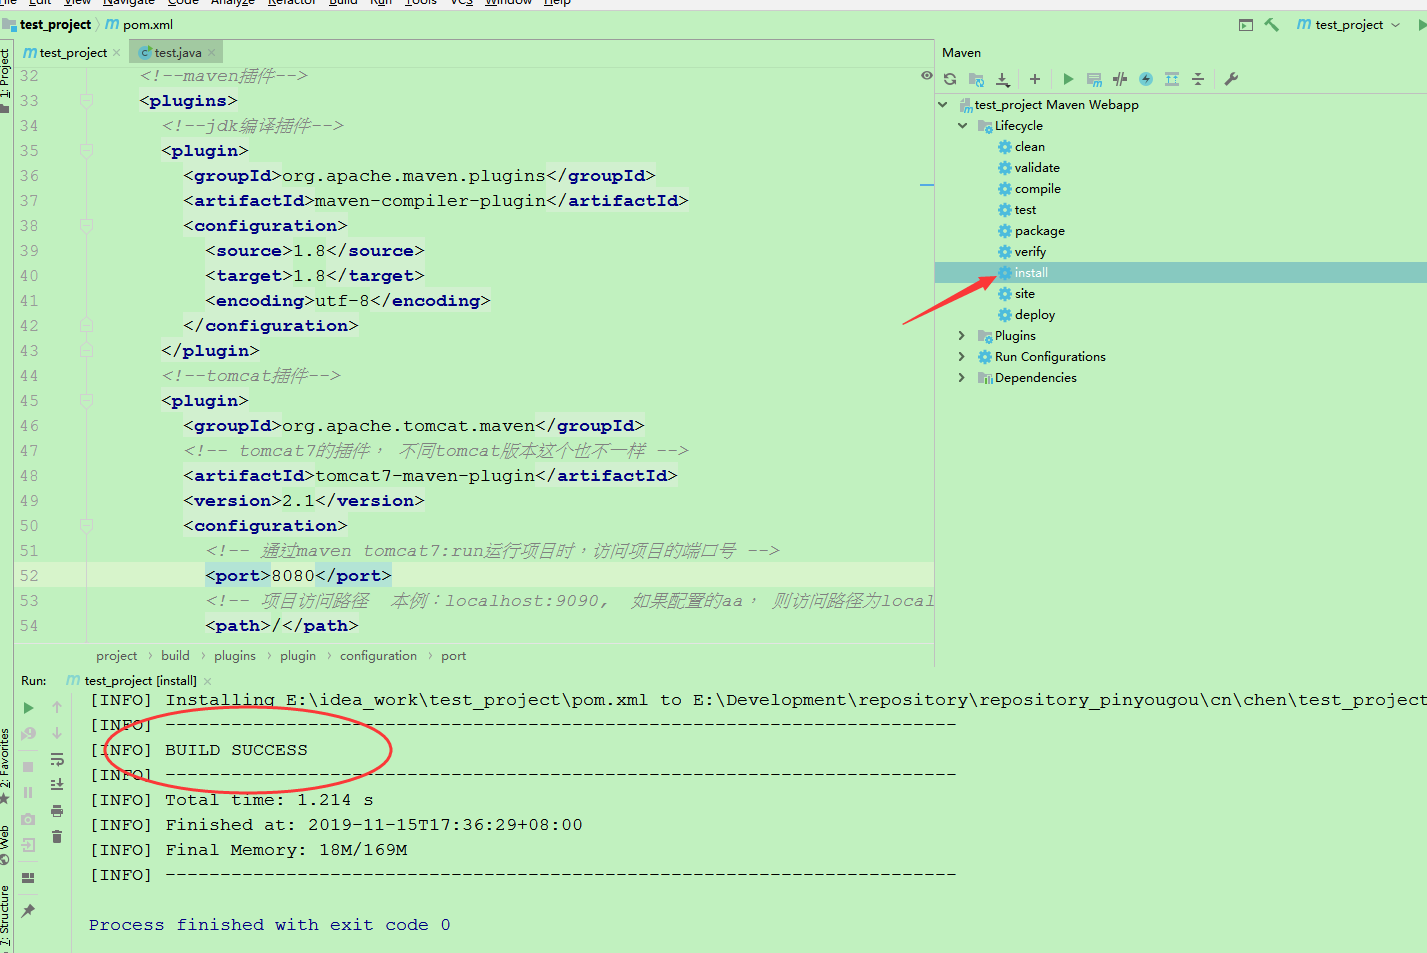 Edit View Navigate Code Analyze Refactor Build Run Tools VCS Window Help
test_project pom.xml
test_project
test_project test.java
Maven
1: Project
32 <!--maven插件-->
33 <plugins>
34 <!--jdk编译插件-->
35 <plugin>
36 <groupId>org.apache.maven.plugins</groupId>
37 <artifactId>maven-compiler-plugin</artifactId>
38 <configuration>
39 <source>1.8</source>
40 <target>1.8</target>
41 <encoding>utf-8</encoding>
42 </configuration>
43 </plugin>
44 <!--tomcat插件-->
45 <plugin>
46 <groupId>org.apache.tomcat.maven</groupId>
47 <!-- tomcat7的插件， 不同tomcat版本这个也不一样 -->
48 <artifactId>tomcat7-maven-plugin</artifactId>
49 <version>2.1</version>
50 <configuration>
51 <!-- 通过maven tomcat7:run运行项目时，访问项目的端口号 -->
52 <port>8080</port>
53 <!-- 项目访问路径  本例：localhost:9090,  如果配置的aa， 则访问路径为local
54 <path>/</path>
project › build › plugins › plugin › configuration › port
test_project Maven Webapp
Lifecycle
clean
validate
compile
test
package
verify
install
site
deploy
Plugins
Run Configurations
Dependencies
Run: test_project [install]
[INFO] Installing E:\idea_work\test_project\pom.xml to E:\Development\repository\repository_pinyougou\cn\chen\test_project
[INFO] ------------------------------------------------------------------------
[INFO] BUILD SUCCESS
[INFO] ------------------------------------------------------------------------
[INFO] Total time: 1.214 s
[INFO] Finished at: 2019-11-15T17:36:29+08:00
[INFO] Final Memory: 18M/169M
[INFO] ------------------------------------------------------------------------
Process finished with exit code 0
2: Favorites
Web
7: Structure